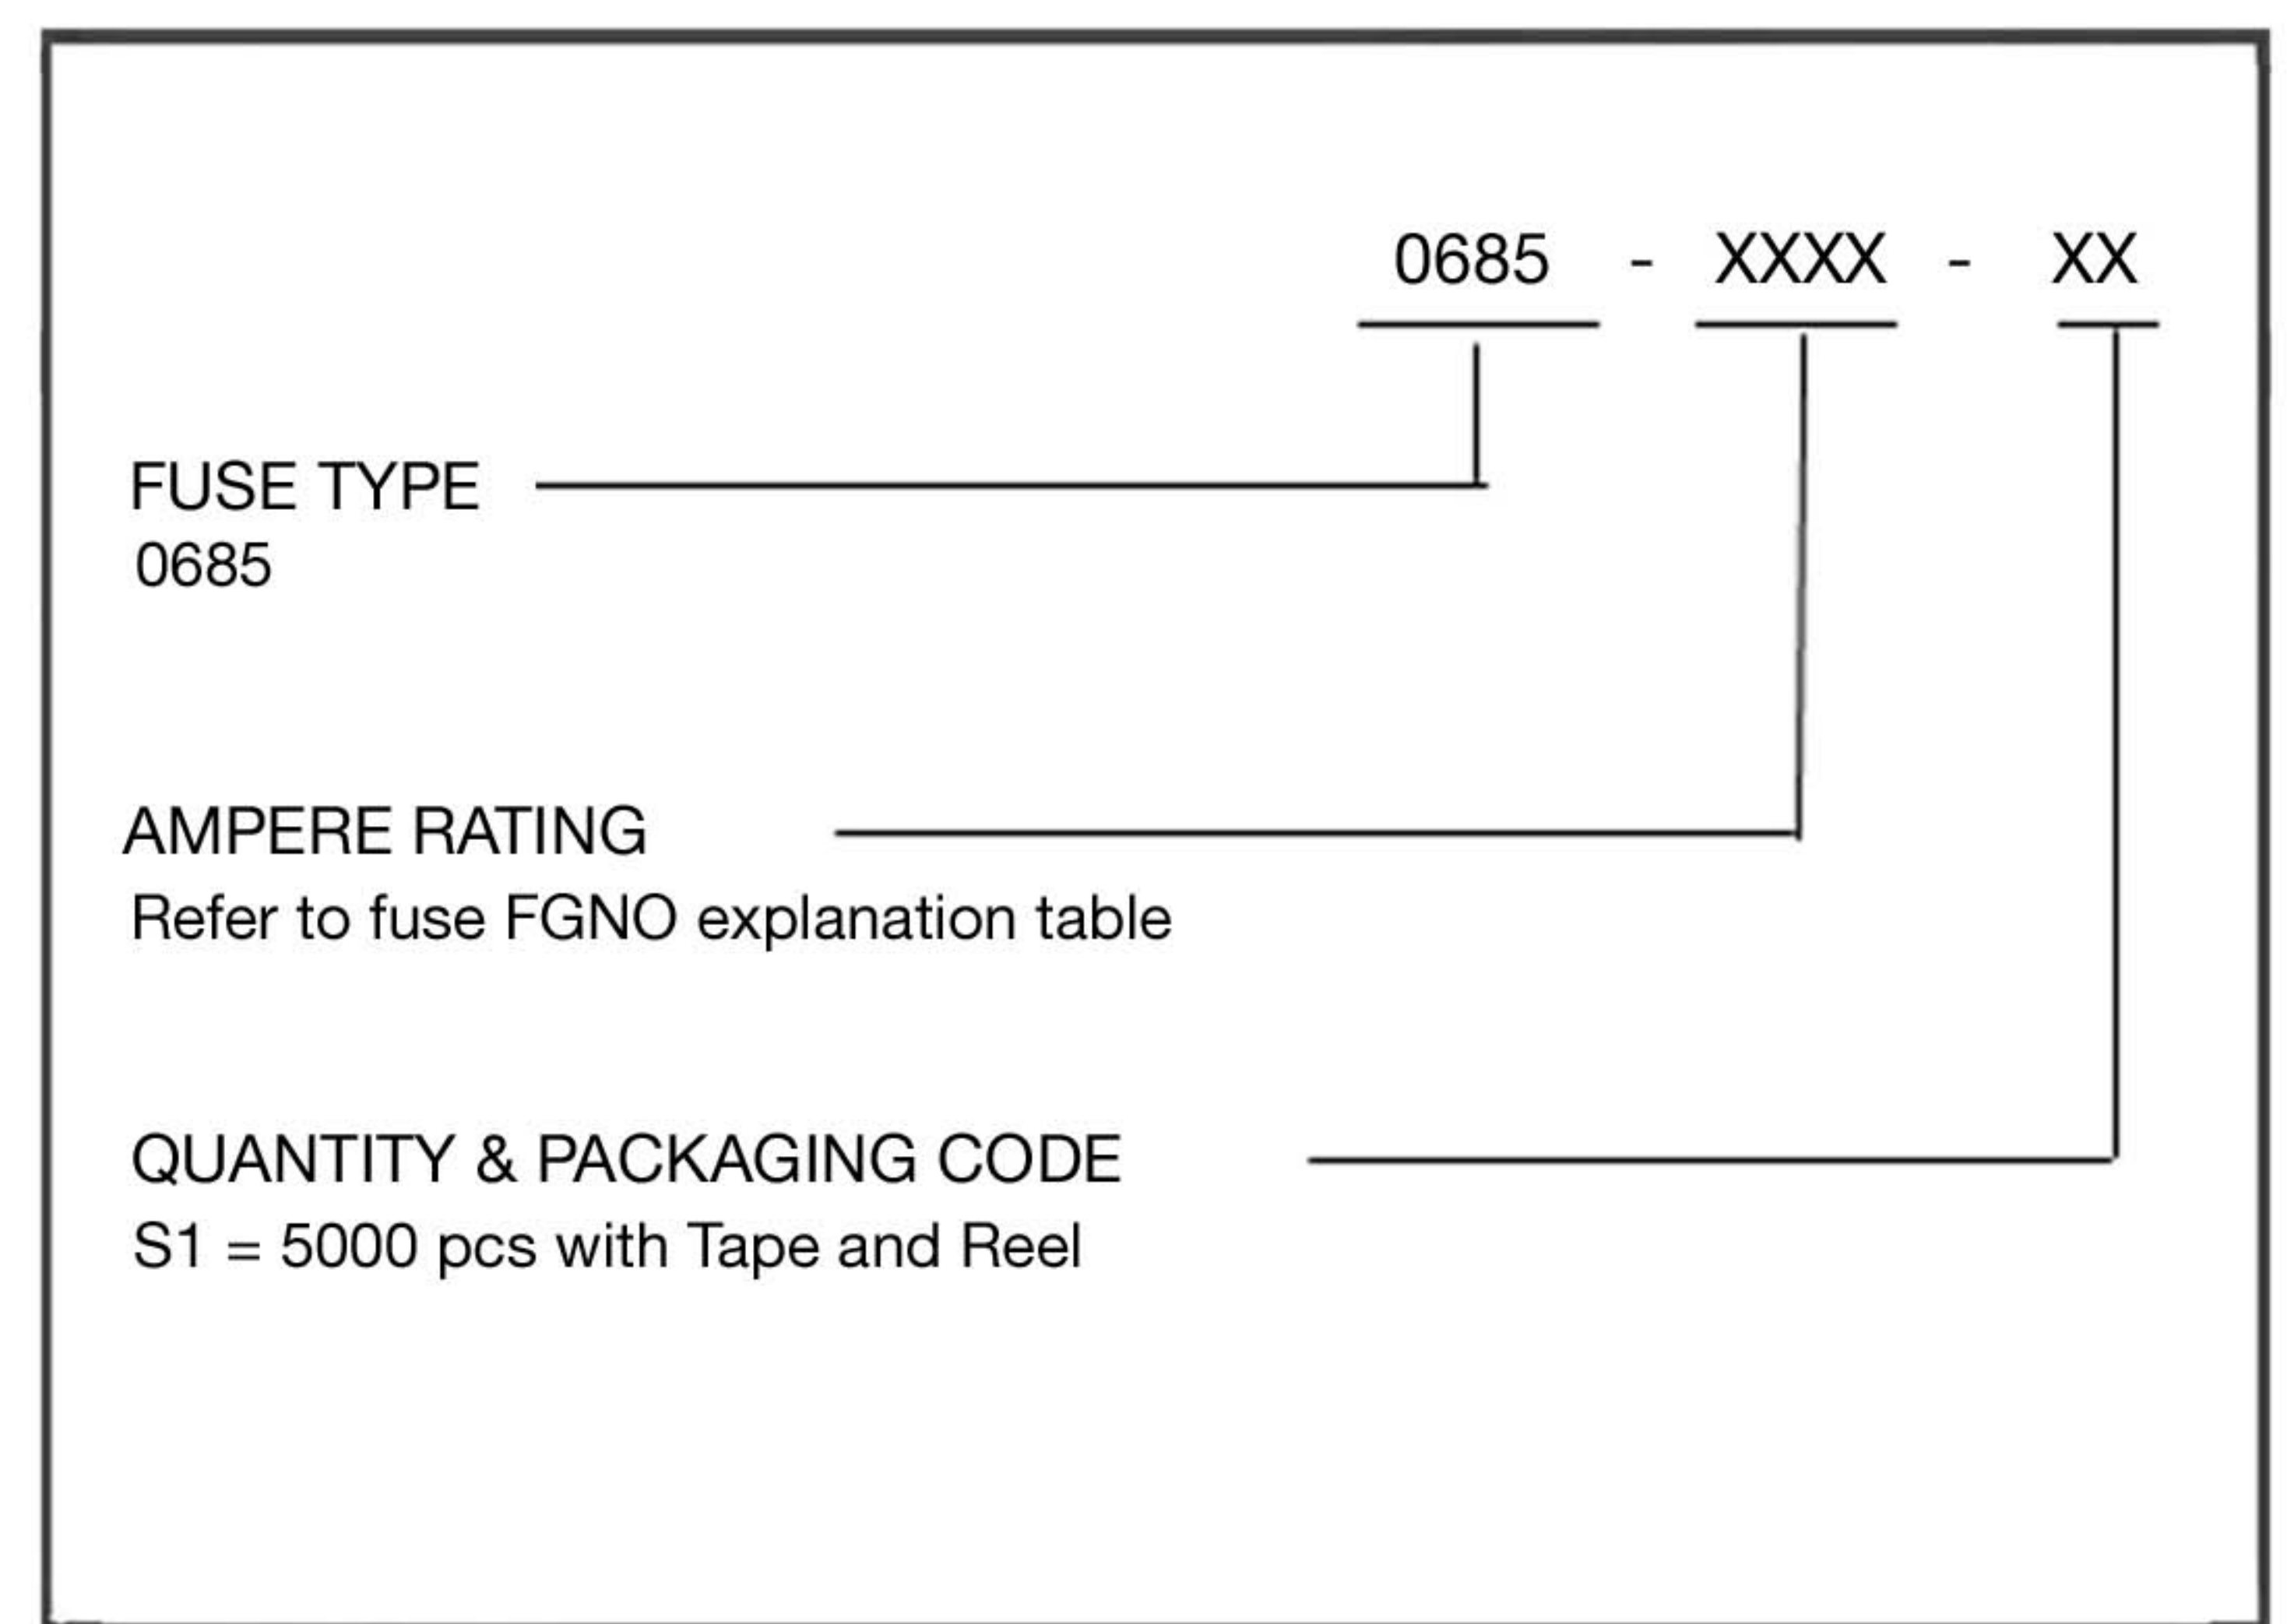 0685 - XXXX - XX
FUSE TYPE
0685
AMPERE RATING
Refer to fuse FGNO explanation table
QUANTITY & PACKAGING CODE
S1 = 5000 pcs with Tape and Reel